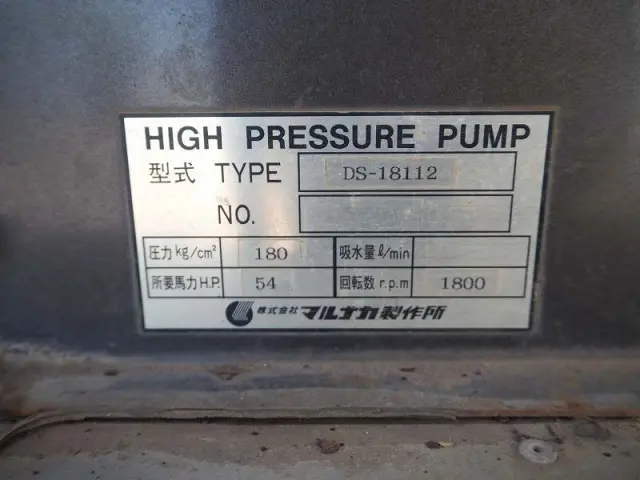 HIGH PRESSURE PUMP
型式 TYPE DS-18112
NO.
圧力 kg/cm² 180 吸水量 ℓ/min
所要馬力 H.P. 54 回転数 r.p.m 1800
株式会社 マルナカ製作所